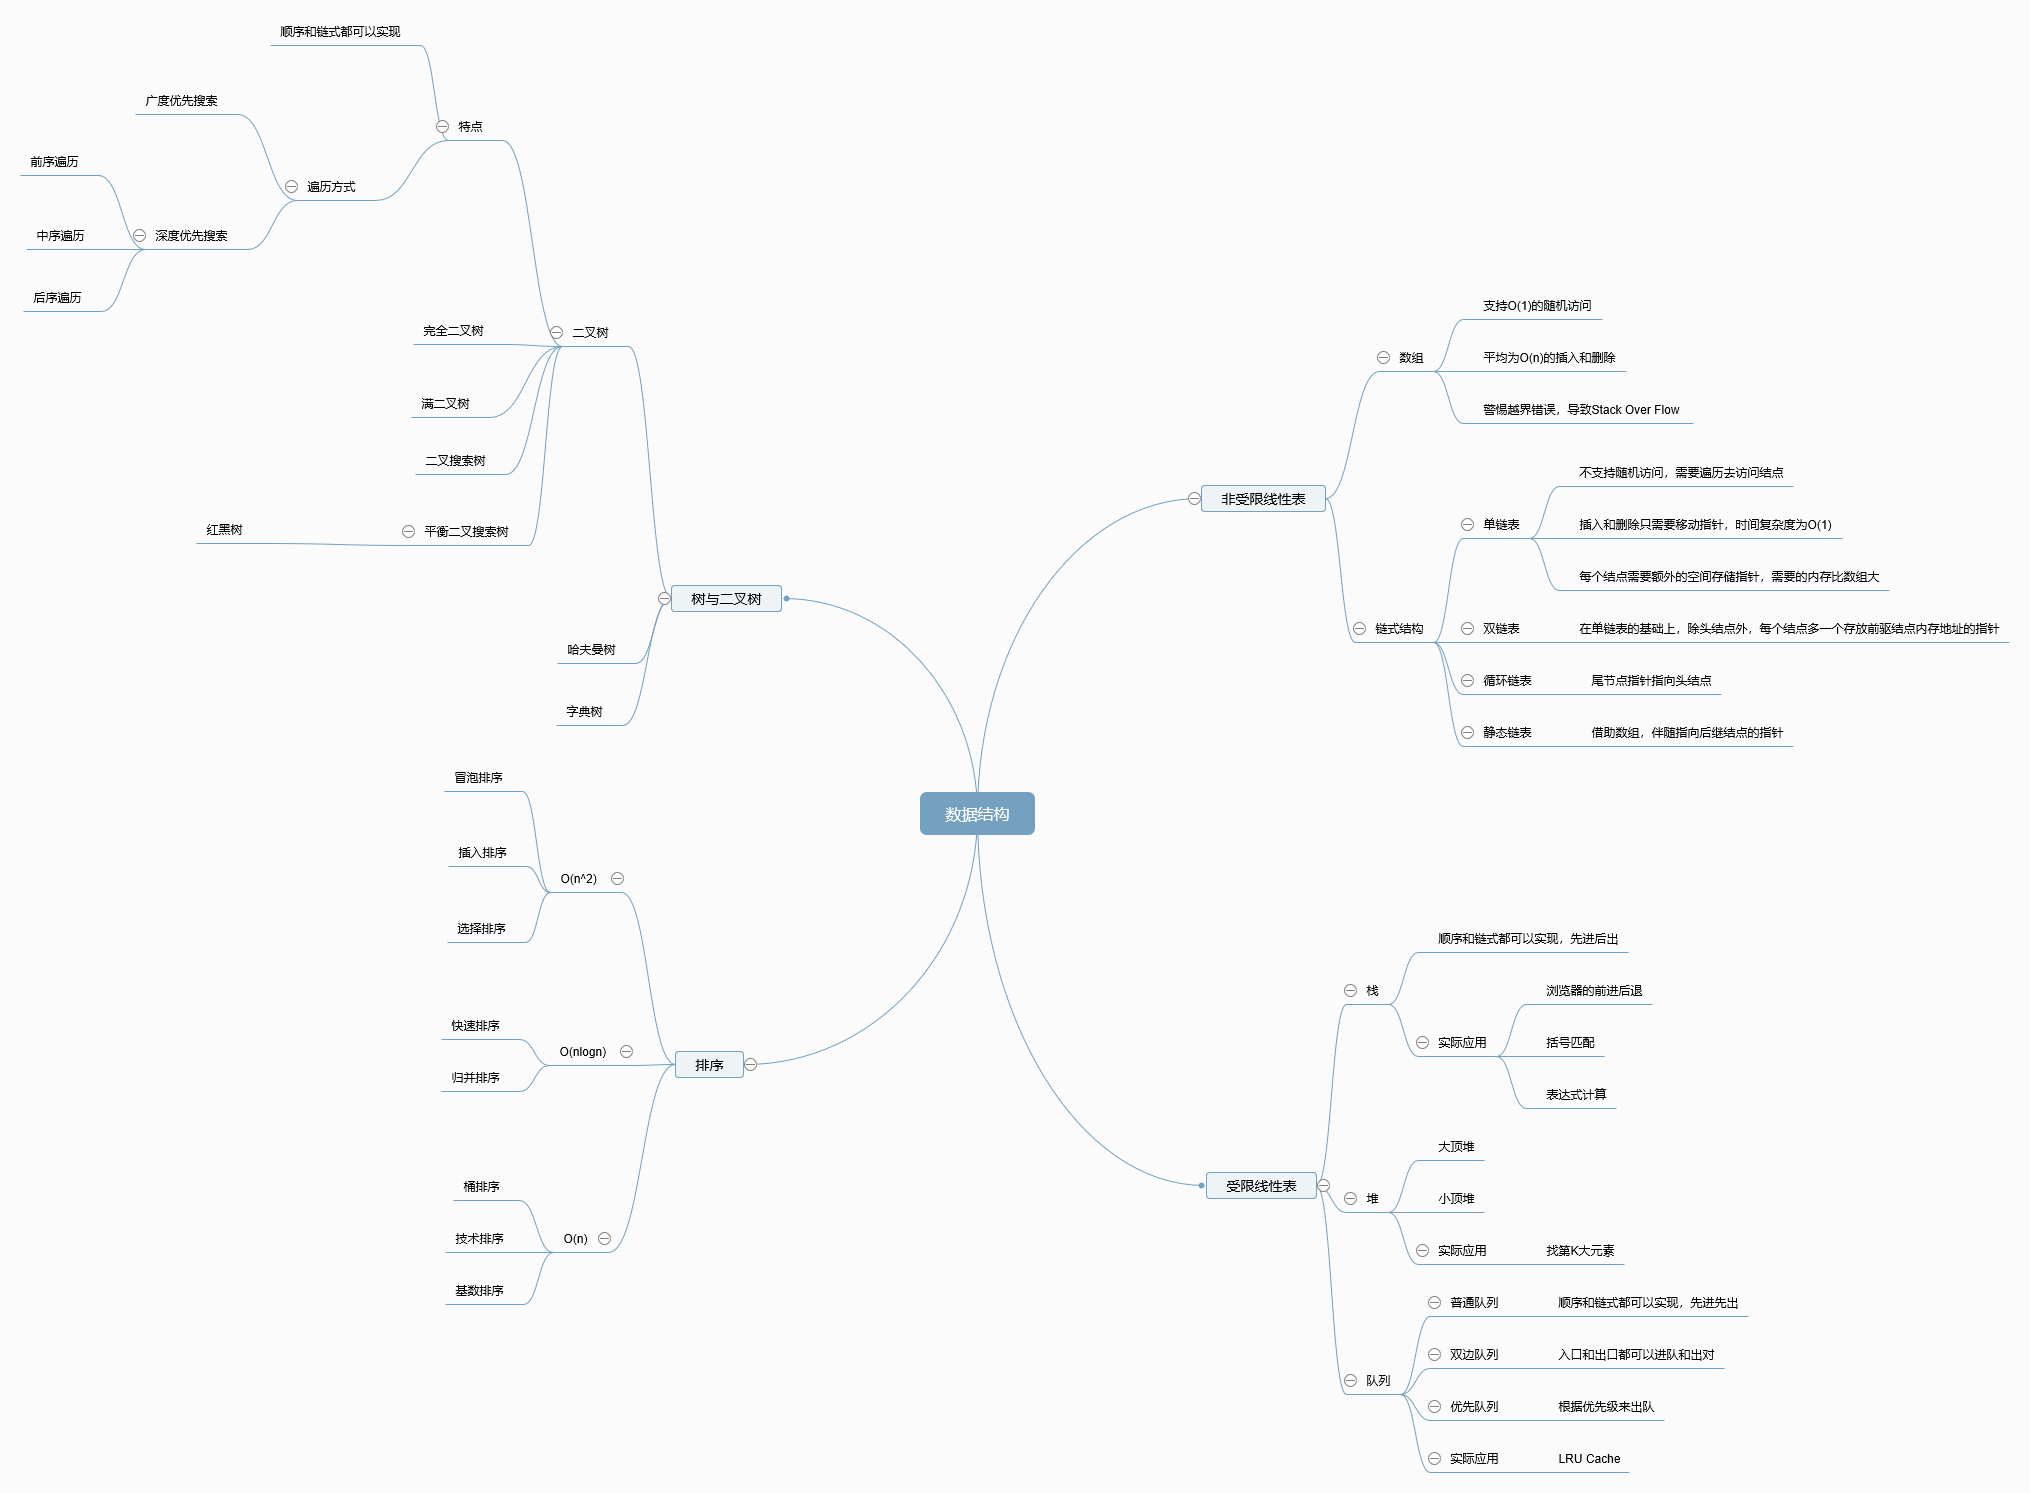 数据结构
树与二叉树
二叉树
特点
顺序和链式都可以实现
遍历方式
广度优先搜索
深度优先搜索
前序遍历
中序遍历
后序遍历
完全二叉树
满二叉树
二叉搜索树
平衡二叉搜索树
红黑树
哈夫曼树
字典树
排序
O(n^2)
冒泡排序
插入排序
选择排序
O(nlogn)
快速排序
归并排序
O(n)
桶排序
技术排序
基数排序
非受限线性表
数组
支持O(1)的随机访问
平均为O(n)的插入和删除
警惕越界错误，导致Stack Over Flow
链式结构
单链表
不支持随机访问，需要遍历去访问结点
插入和删除只需要移动指针，时间复杂度为O(1)
每个结点需要额外的空间存储指针，需要的内存比数组大
双链表
在单链表的基础上，除头结点外，每个结点多一个存放前驱结点内存地址的指针
循环链表
尾节点指针指向头结点
静态链表
借助数组，伴随指向后继结点的指针
受限线性表
栈
顺序和链式都可以实现，先进后出
实际应用
浏览器的前进后退
括号匹配
表达式计算
堆
大顶堆
小顶堆
实际应用
找第K大元素
队列
普通队列
顺序和链式都可以实现，先进先出
双边队列
入口和出口都可以进队和出对
优先队列
根据优先级来出队
实际应用
LRU Cache